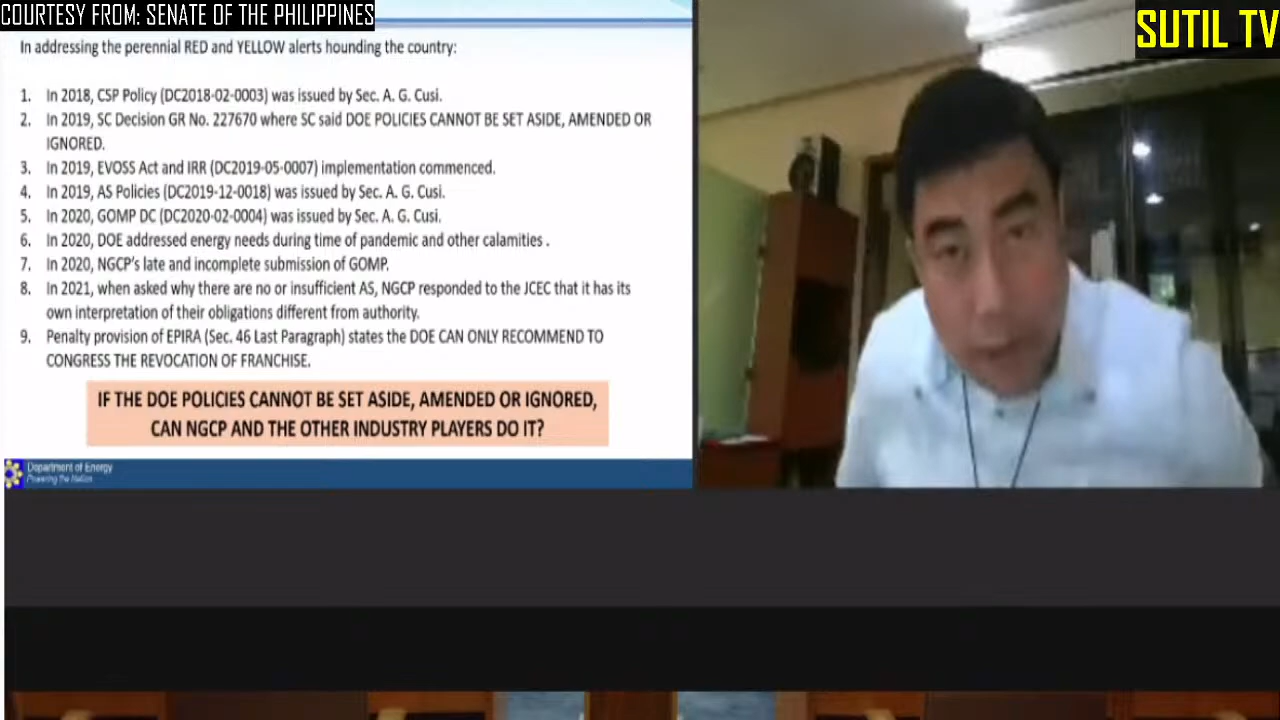 COURTESY FROM: SENATE OF THE PHILIPPINES
SUTIL TV
In addressing the perennial RED and YELLOW alerts hounding the country:
1. In 2018, CSP Policy (DC2018-02-0003) was issued by Sec. A. G. Cusi.
2. In 2019, SC Decision GR No. 227670 where SC said DOE POLICIES CANNOT BE SET ASIDE, AMENDED OR
IGNORED.
3. In 2019, EVOSS Act and IRR (DC2019-05-0007) implementation commenced.
4. In 2019, AS Policies (DC2019-12-0018) was issued by Sec. A. G. Cusi.
5. In 2020, GOMP DC (DC2020-02-0004) was issued by Sec. A. G. Cusi.
6. In 2020, DOE addressed energy needs during time of pandemic and other calamities .
7. In 2020, NGCP's late and incomplete submission of GOMP.
8. In 2021, when asked why there are no or insufficient AS, NGCP responded to the JCEC that it has its
own interpretation of their obligations different from authority.
9. Penalty provision of EPIRA (Sec. 46 Last Paragraph) states the DOE CAN ONLY RECOMMEND TO
CONGRESS THE REVOCATION OF FRANCHISE.
IF THE DOE POLICIES CANNOT BE SET ASIDE, AMENDED OR IGNORED,
CAN NGCP AND THE OTHER INDUSTRY PLAYERS DO IT?
Department of Energy
Powering the Nation